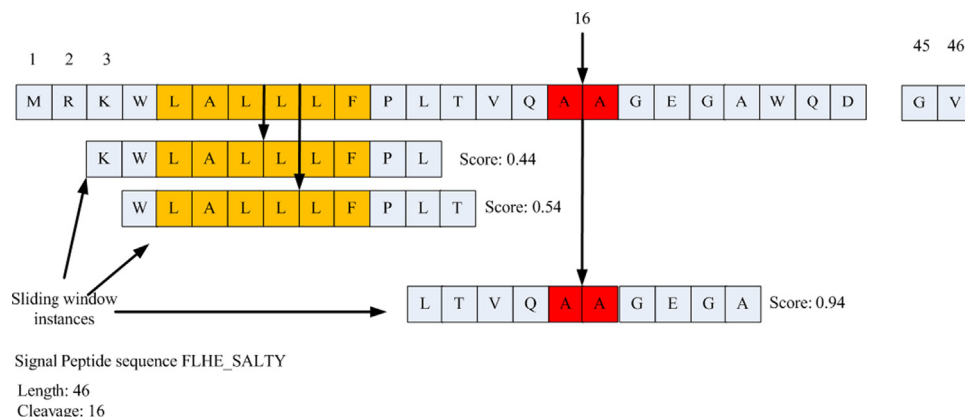 16
1 2 3 45 46
M R K W L A L L L F P L T V Q A A G E G A W Q D G V
K W L A L L L F P L Score: 0.44
W L A L L L F P L T Score: 0.54
L T V Q A A G E G A Score: 0.94
Sliding window
instances
Signal Peptide sequence FLHE_SALTY
Length: 46
Cleavage: 16